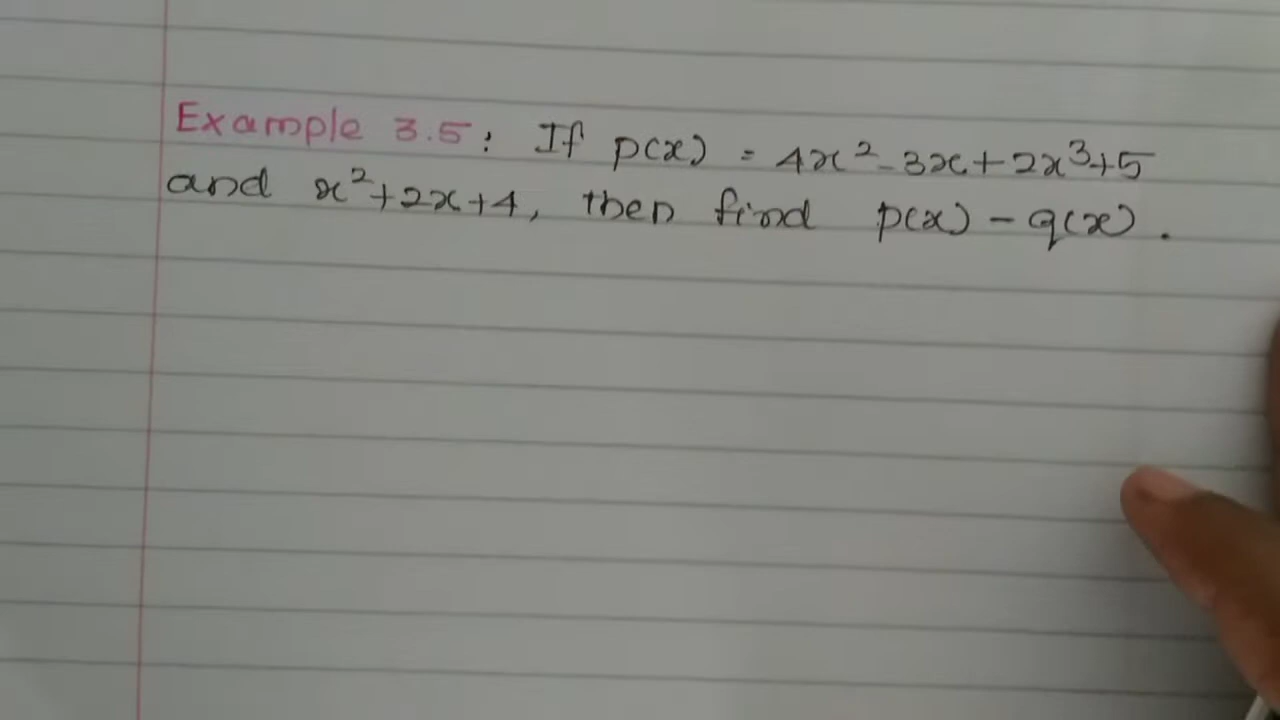 Example 3.5 : If p(x) = 4x² - 3x + 2x³ + 5
and x² + 2x + 4, then find p(x) - q(x).